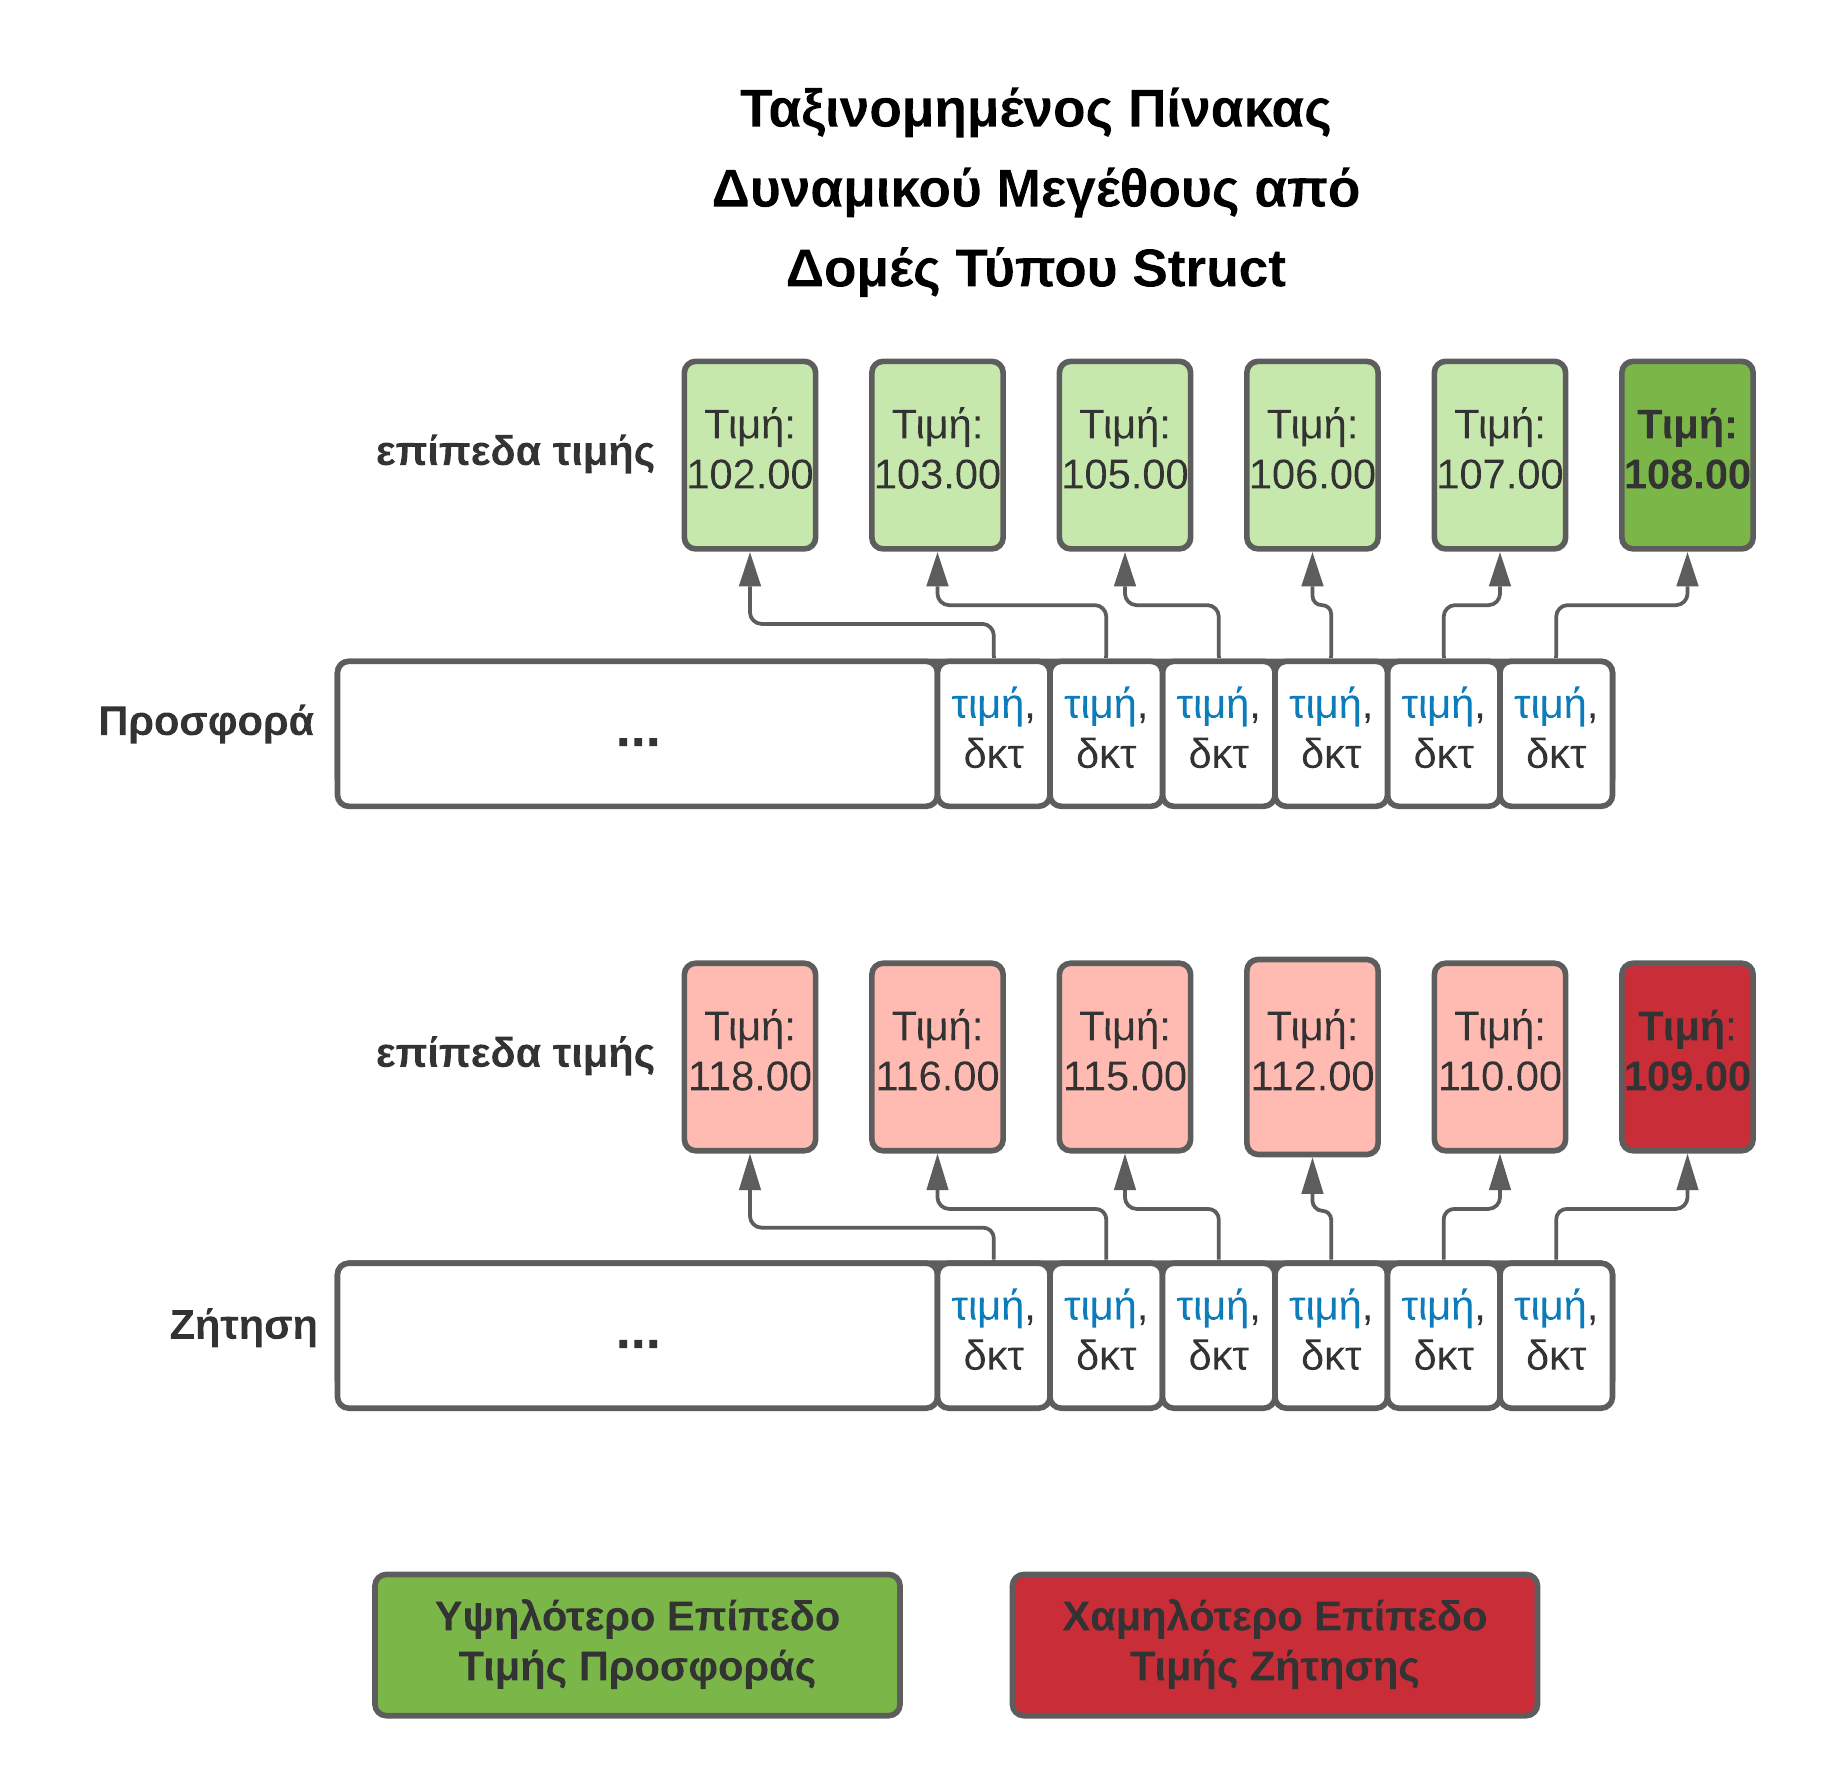 Ταξινομημένος Πίνακας
Δυναμικού Μεγέθους από
Δομές Τύπου Struct
επίπεδα τιμής
Τιμή:
102.00
Τιμή:
103.00
Τιμή:
105.00
Τιμή:
106.00
Τιμή:
107.00
Τιμή:
108.00
Προσφορά
...
τιμή,
δκτ
τιμή,
δκτ
τιμή,
δκτ
τιμή,
δκτ
τιμή,
δκτ
τιμή,
δκτ
επίπεδα τιμής
Τιμή:
118.00
Τιμή:
116.00
Τιμή:
115.00
Τιμή:
112.00
Τιμή:
110.00
Τιμή:
109.00
Ζήτηση
...
τιμή,
δκτ
τιμή,
δκτ
τιμή,
δκτ
τιμή,
δκτ
τιμή,
δκτ
τιμή,
δκτ
Υψηλότερο Επίπεδο
Τιμής Προσφοράς
Χαμηλότερο Επίπεδο
Τιμής Ζήτησης